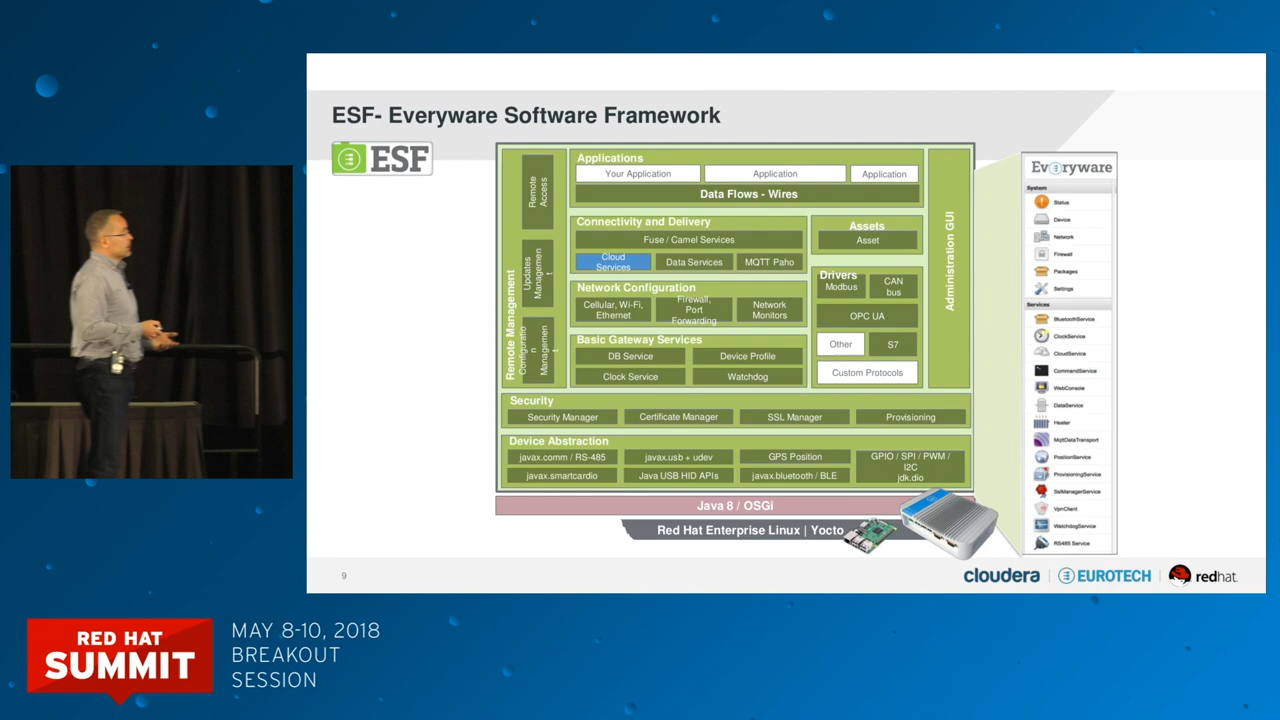 ESF- Everyware Software Framework
ESF
Remote Management
Remote
Access
Updates
Managemen
t
Configuratio
n
Managemen
t
Applications
Your Application
Application
Application
Data Flows - Wires
Connectivity and Delivery
Fuse / Camel Services
Cloud
Services
Data Services
MQTT Paho
Network Configuration
Cellular, Wi-Fi,
Ethernet
Firewall,
Port
Forwarding
Network
Monitors
Basic Gateway Services
DB Service
Device Profile
Clock Service
Watchdog
Assets
Asset
Drivers
Modbus
CAN
bus
OPC UA
Other
S7
Custom Protocols
Administration GUI
Security
Security Manager
Certificate Manager
SSL Manager
Provisioning
Device Abstraction
javax.comm / RS-485
javax.usb + udev
GPS Position
GPIO / SPI / PWM /
I2C
jdk.dio
javax.smartcardio
Java USB HID APIs
javax.bluetooth / BLE
Java 8 / OSGi
Red Hat Enterprise Linux | Yocto
Everyware
System
Status
Device
Network
Firewall
Packages
Settings
Services
BluetoothService
ClockService
CloudService
CommandService
WebConsole
DataService
Heater
MqttDataTransport
PositionService
ProvisioningService
SslManagerService
VpnClient
WatchdogService
RS485 Service
9
cloudera
EUROTECH
redhat.
RED HAT
SUMMIT
MAY 8-10, 2018
BREAKOUT
SESSION